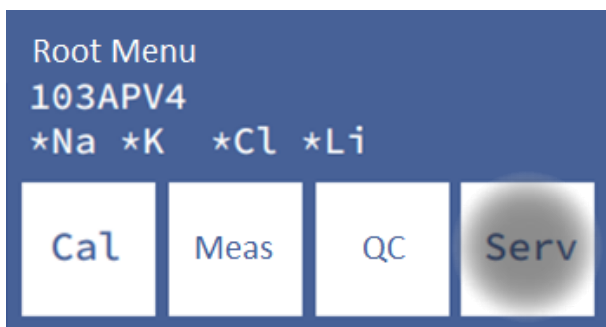 Root Menu
103APV4
*Na *K *Cl *Li
Cal Meas QC Serv